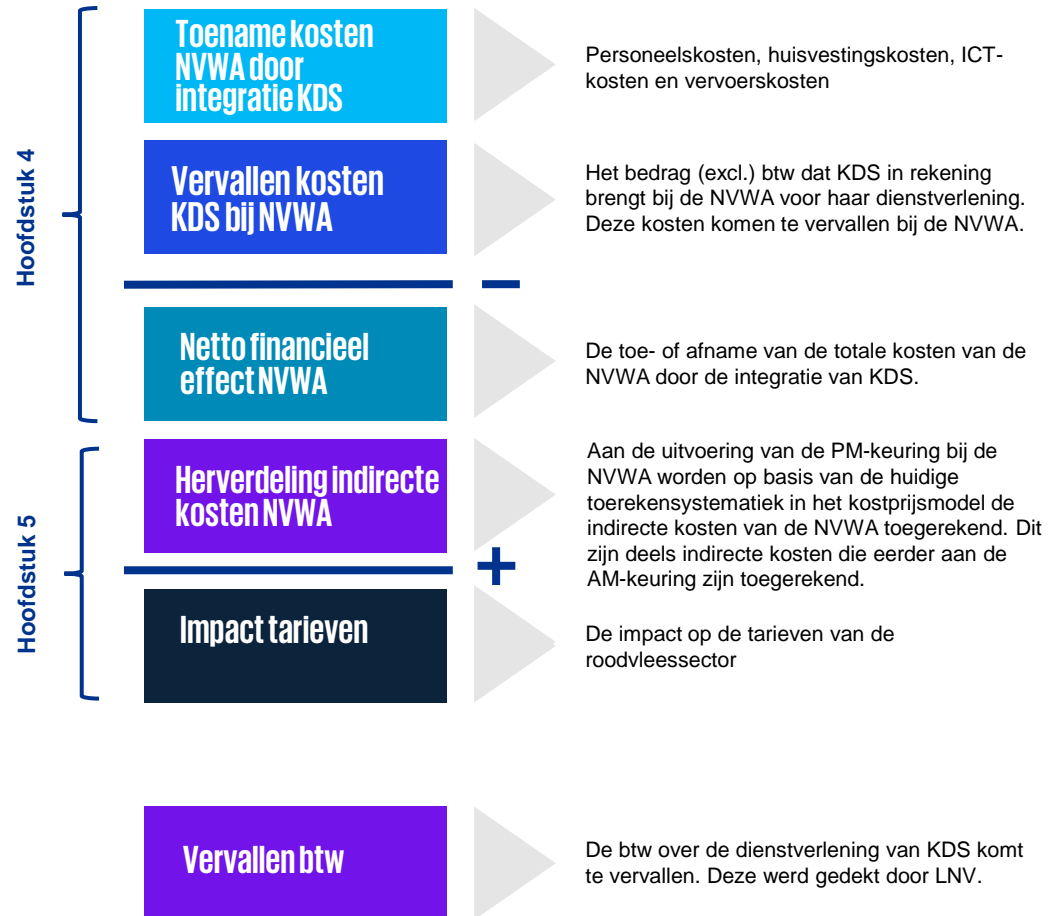 Hoofdstuk 4
Toename kosten
NVWA door
integratie KDS
Personeelskosten, huisvestingskosten, ICT-
kosten en vervoerskosten
Vervallen kosten
KDS bij NVWA
Het bedrag (excl.) btw dat KDS in rekening
brengt bij de NVWA voor haar dienstverlening.
Deze kosten komen te vervallen bij de NVWA.
–
Netto financieel
effect NVWA
De toe- of afname van de totale kosten van de
NVWA door de integratie van KDS.
Hoofdstuk 5
Herverdeling indirecte
kosten NVWA
Aan de uitvoering van de PM-keuring bij de
NVWA worden op basis van de huidige
toerekensystematiek in het kostprijsmodel de
indirecte kosten van de NVWA toegerekend. Dit
zijn deels indirecte kosten die eerder aan de
AM-keuring zijn toegerekend.
+
Impact tarieven
De impact op de tarieven van de
roodvleessector
Vervallen btw
De btw over de dienstverlening van KDS komt
te vervallen. Deze werd gedekt door LNV.